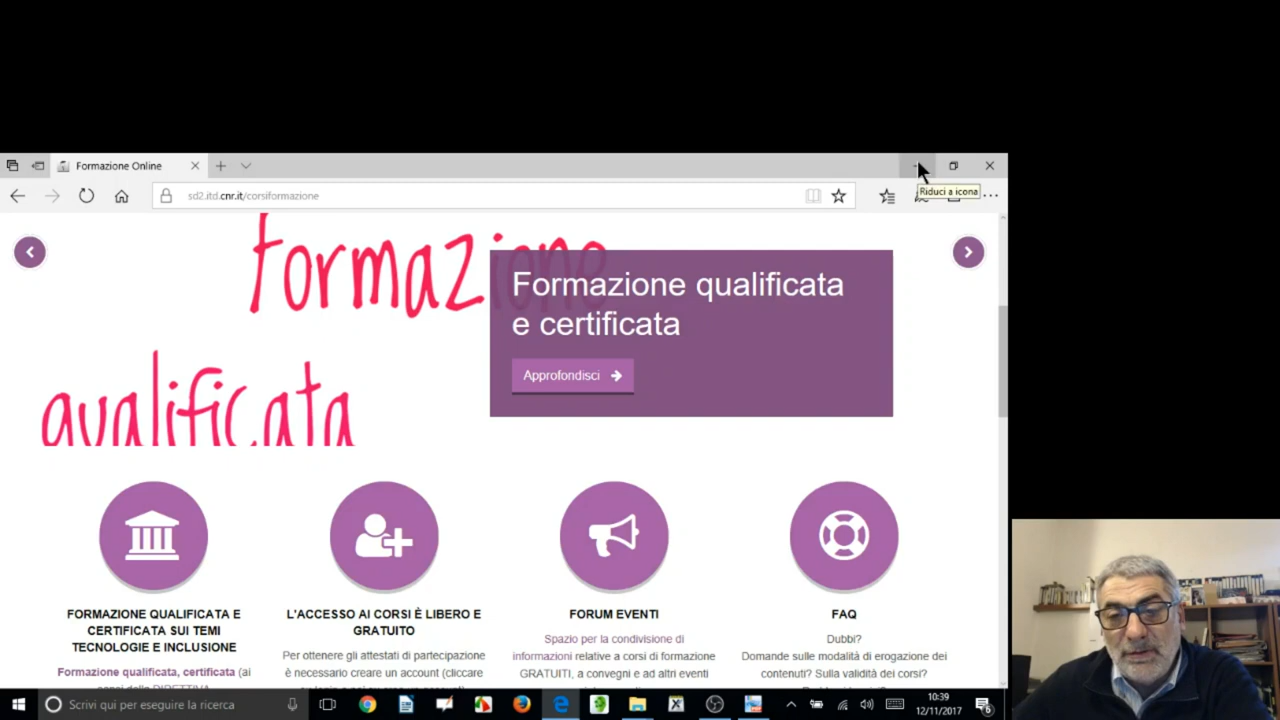 Formazione Online
Riduci a icona
sd2.itd.cnr.it/corsiformazione
formazione
qualificata
Formazione qualificata
e certificata
Approfondisci
FORMAZIONE QUALIFICATA E
CERTIFICATA SUI TEMI
TECNOLOGIE E INCLUSIONE
Formazione qualificata, certificata (ai
L'ACCESSO AI CORSI È LIBERO E
GRATUITO
Per ottenere gli attestati di partecipazione
è necessario creare un account (cliccare
FORUM EVENTI
Spazio per la condivisione di
informazioni relative a corsi di formazione
GRATUITI, a convegni e ad altri eventi
FAQ
Dubbi?
Domande sulle modalità di erogazione dei
contenuti? Sulla validità dei corsi?
Scrivi qui per eseguire la ricerca
10:39
12/11/2017
6